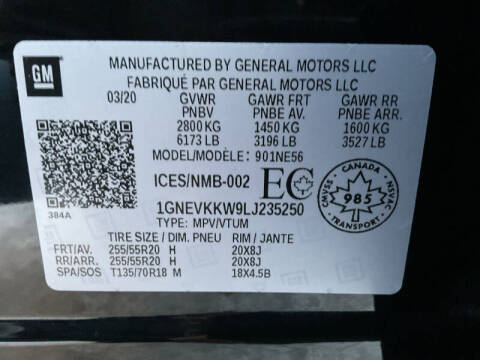 GM
MANUFACTURED BY GENERAL MOTORS LLC
FABRIQUÉ PAR GENERAL MOTORS LLC
03/20 GVWR GAWR FRT GAWR RR
PNBV PNBE AV. PNBE ARR.
2800 KG 1450 KG 1600 KG
6173 LB 3196 LB 3527 LB
MODEL/MODÈLE: 901NE56
ICES/NMB-002 EC
CANADA
CMVSS 985 NSVAC
384A
1GNEVKKW9LJ235250
TYPE: MPV/VTUM
TIRE SIZE / DIM. PNEU RIM / JANTE
FRT/AV. 255/55R20 H 20X8J
RR/ARR. 255/55R20 H 20X8J
SPA/SOS T135/70R18 M 18X4.5B